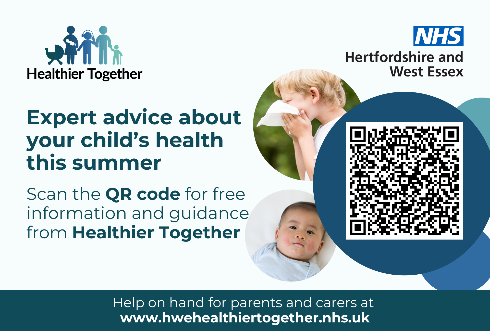 Healthier Together
NHS
Hertfordshire and
West Essex
Expert advice about
your child's health
this summer
Scan the QR code for free
information and guidance
from Healthier Together
Help on hand for parents and carers at
www.hwehealthiertogether.nhs.uk